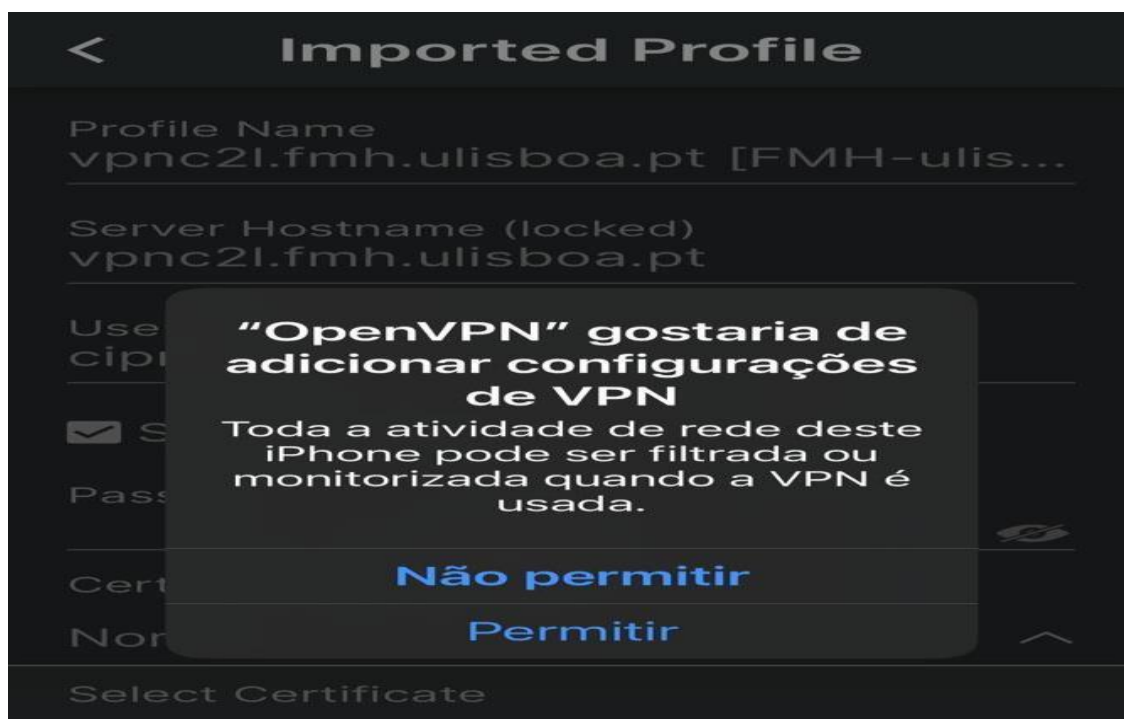 Imported Profile
Profile Name
vpnc2l.fmh.ulisboa.pt [FMH-ulis...
Server Hostname (locked)
vpnc2l.fmh.ulisboa.pt
“OpenVPN” gostaria de
adicionar configurações
de VPN
Toda a atividade de rede deste
iPhone pode ser filtrada ou
monitorizada quando a VPN é
usada.
Não permitir
Permitir
Select Certificate